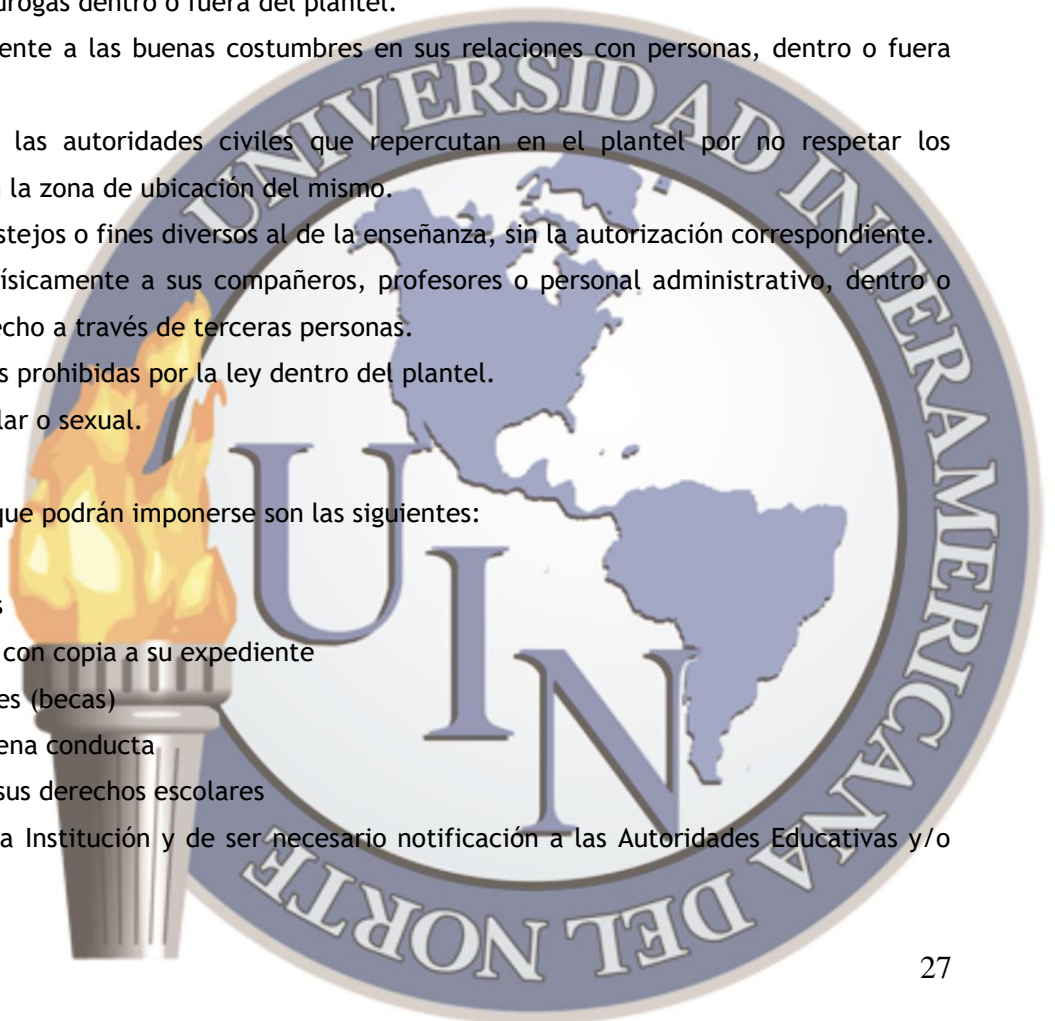 drogas dentro o fuera del plantel.
ente a las buenas costumbres en sus relaciones con personas, dentro o fuera
las autoridades civiles que repercutan en el plantel por no respetar los
la zona de ubicación del mismo.
stejos o fines diversos al de la enseñanza, sin la autorización correspondiente.
ísicamente a sus compañeros, profesores o personal administrativo, dentro o
echo a través de terceras personas.
s prohibidas por la ley dentro del plantel.
lar o sexual.
que podrán imponerse son las siguientes:
s
con copia a su expediente
es (becas)
ena conducta
sus derechos escolares
a Institución y de ser necesario notificación a las Autoridades Educativas y/o
27
UNIVERSIDAD INTERAMERICANA DEL NORTE
UIN